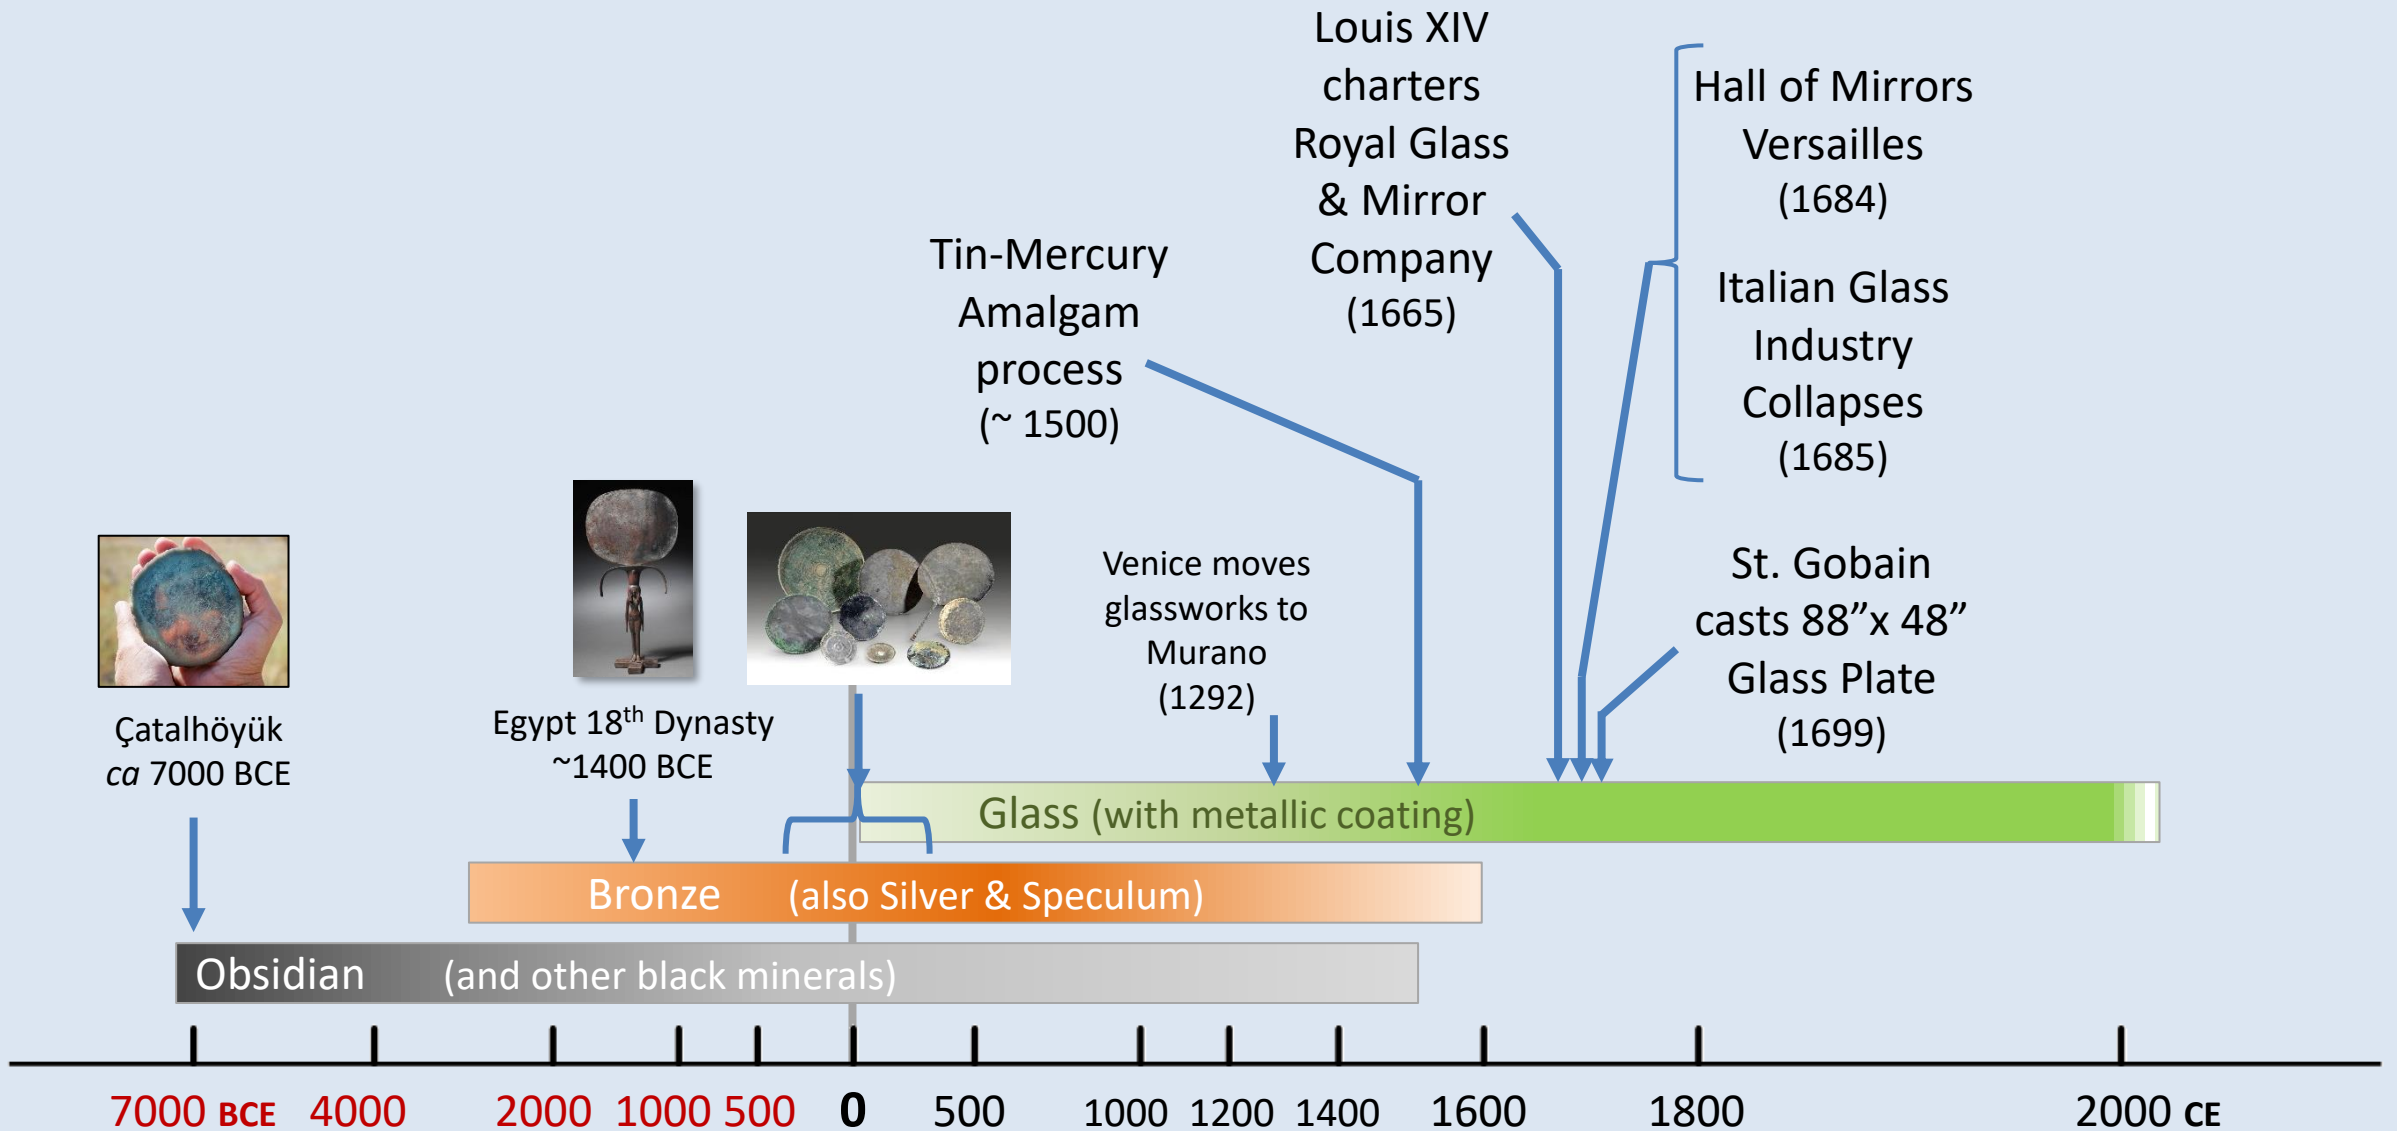 Louis XIV
charters
Royal Glass
& Mirror
Company
(1665)
Hall of Mirrors
Versailles
(1684)
Tin-Mercury
Amalgam
process
(~ 1500)
Italian Glass
Industry
Collapses
(1685)
Venice moves
glassworks to
Murano
(1292)
St. Gobain
casts 88”x 48”
Glass Plate
(1699)
Çatalhöyük
ca 7000 BCE
Egypt 18th Dynasty
~1400 BCE
Glass (with metallic coating)
Bronze (also Silver & Speculum)
Obsidian (and other black minerals)
7000 BCE 4000 2000 1000 500 0 500 1000 1200 1400 1600 1800 2000 CE